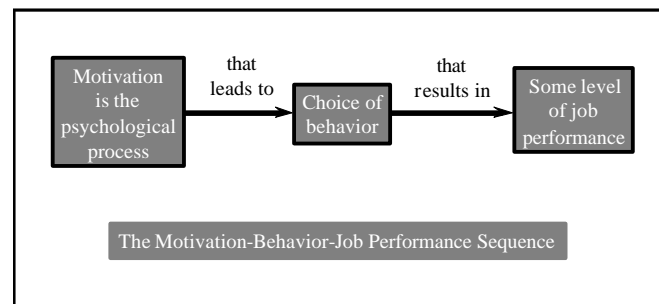 Motivation
is the
psychological
process
that
leads to
Choice of
behavior
that
results in
Some level
of job
performance
The Motivation-Behavior-Job Performance Sequence